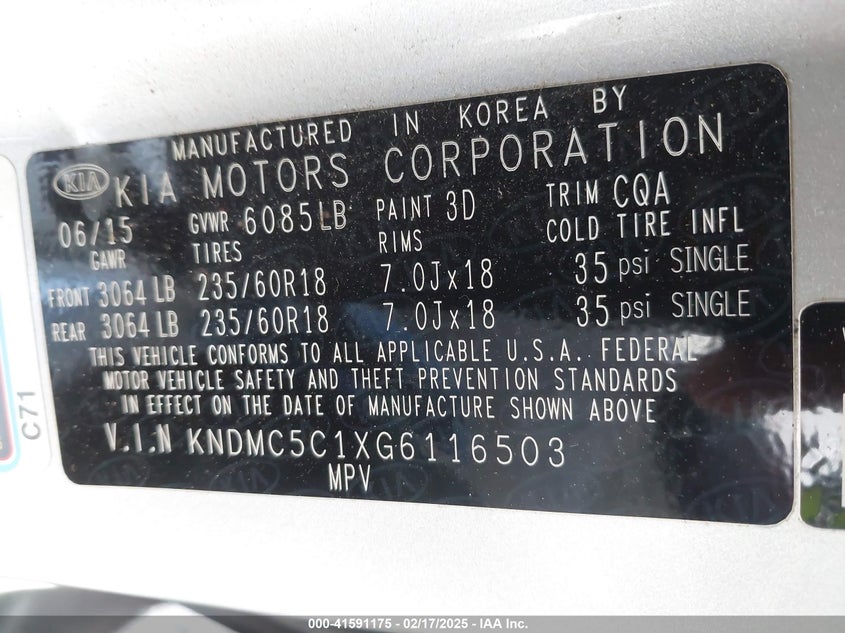 MANUFACTURED IN KOREA BY
KIA KIA MOTORS CORPORATION
06/15 GVWR 6085LB PAINT 3D TRIM CQA
GAWR TIRES RIMS COLD TIRE INFL
FRONT 3064 LB 235/60R18 7.0Jx18 35 psi SINGLE
REAR 3064 LB 235/60R18 7.0Jx18 35 psi SINGLE
THIS VEHICLE CONFORMS TO ALL APPLICABLE U.S.A. FEDERAL
MOTOR VEHICLE SAFETY AND THEFT PREVENTION STANDARDS
IN EFFECT ON THE DATE OF MANUFACTURE SHOWN ABOVE
V.I.N KNDMC5C1XG6116503
MPV
C71
000-41591175 - 02/17/2025 - IAA Inc.